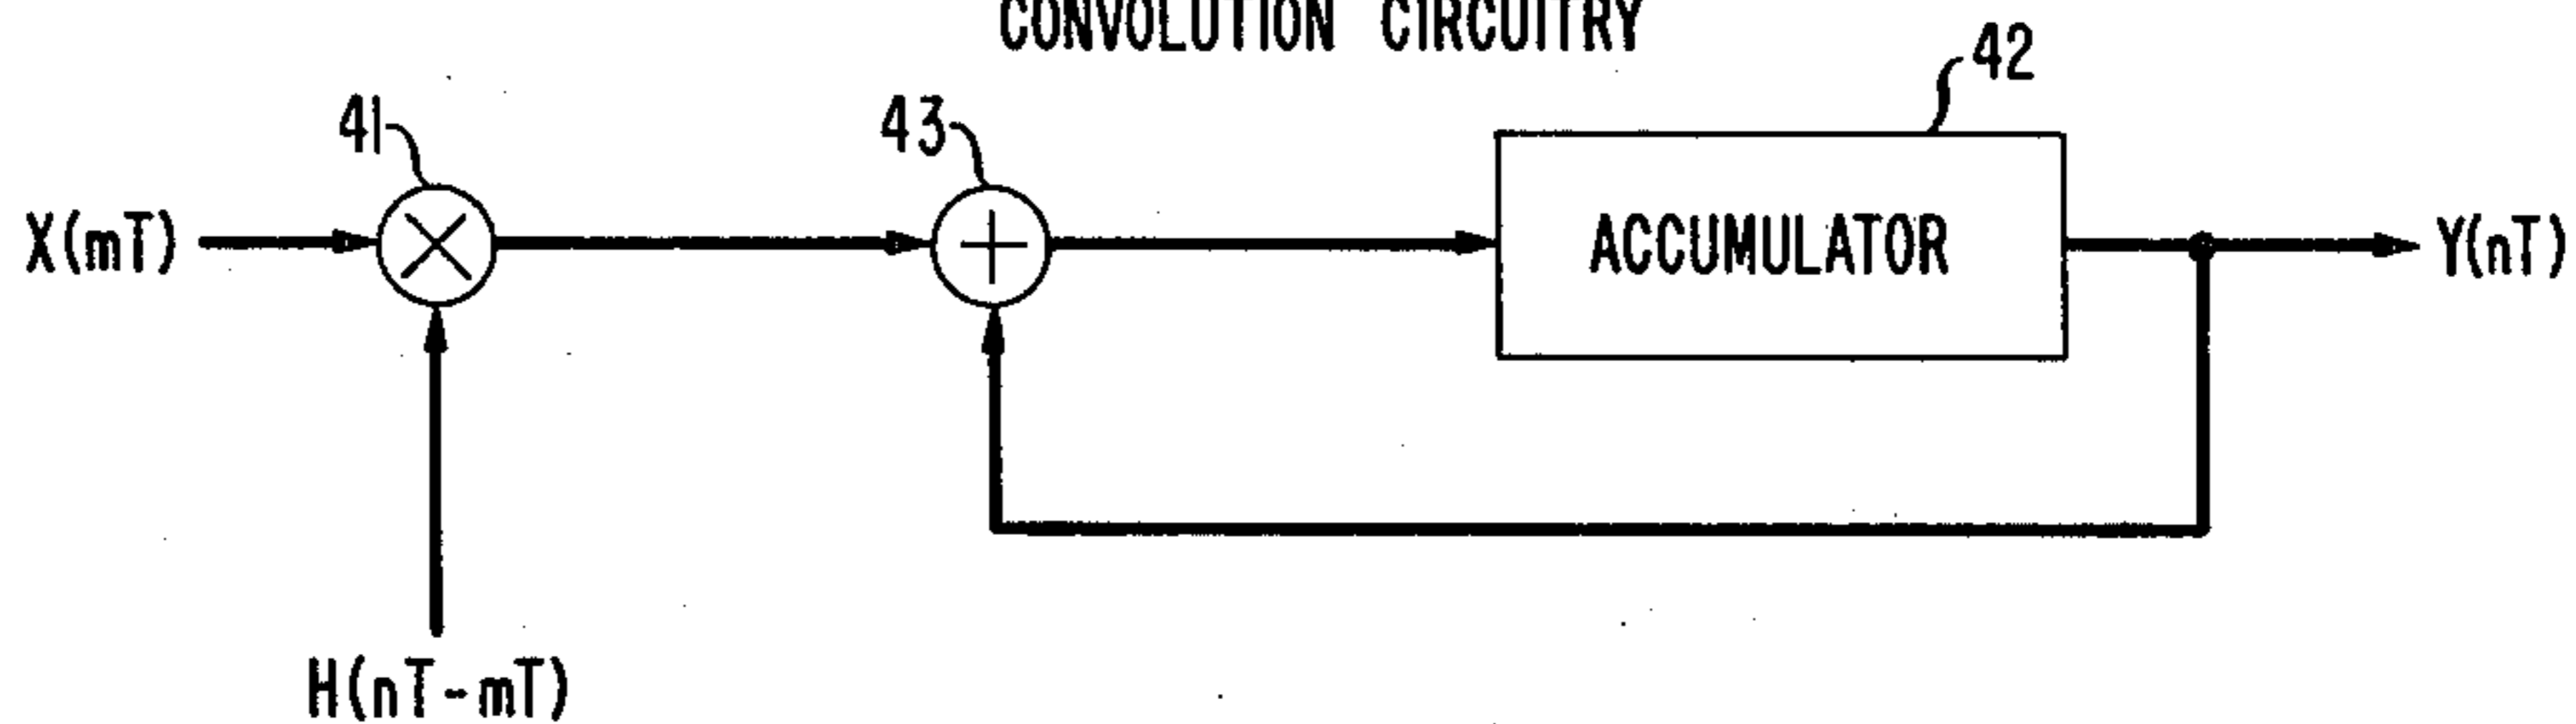 CONVOLUTION CIRCUITRY
42
41
43
X(mT)
ACCUMULATOR
Y(nT)
H(nT-mT)